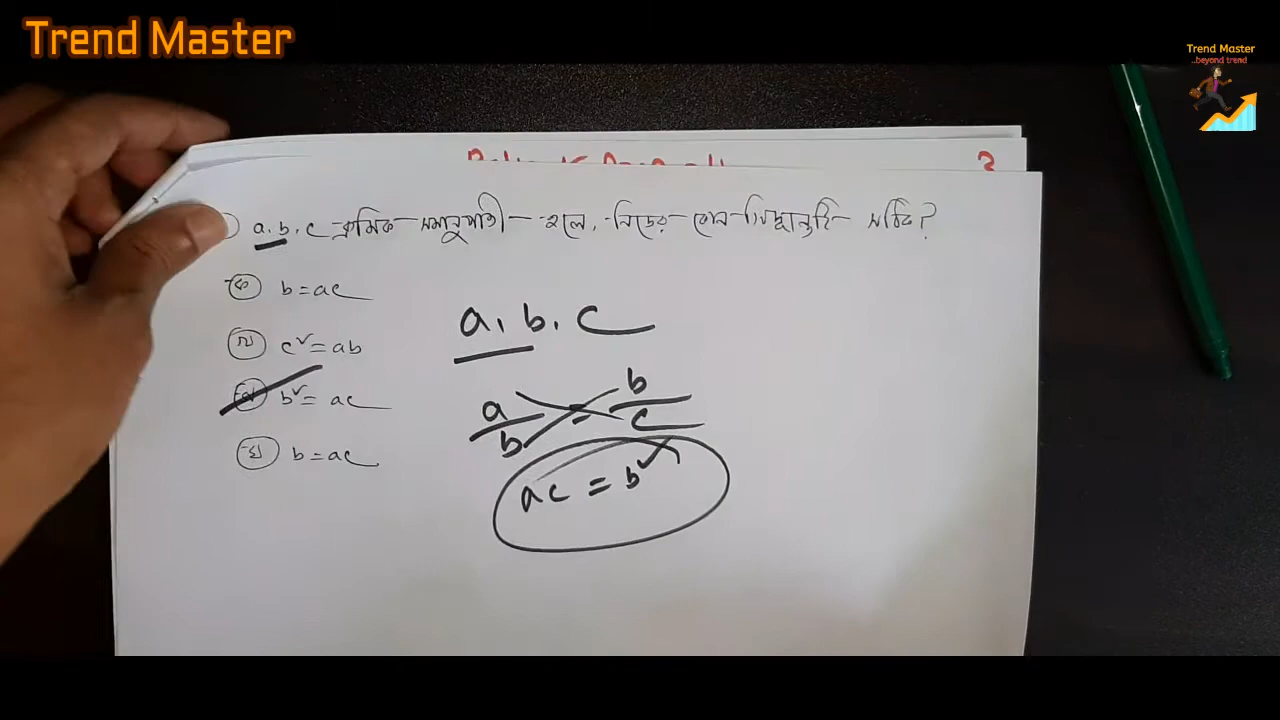 Trend Master
Trend Master
..beyond trend
3
a, b, c ক্রমিক সমানুপাতী হলে, নিচের কোন সিদ্ধান্তটি সঠিক?
ক b = ac
খ c² = ab
গ b² = ac
ঘ b = ac
a, b, c
a/b = b/c
ac = b²